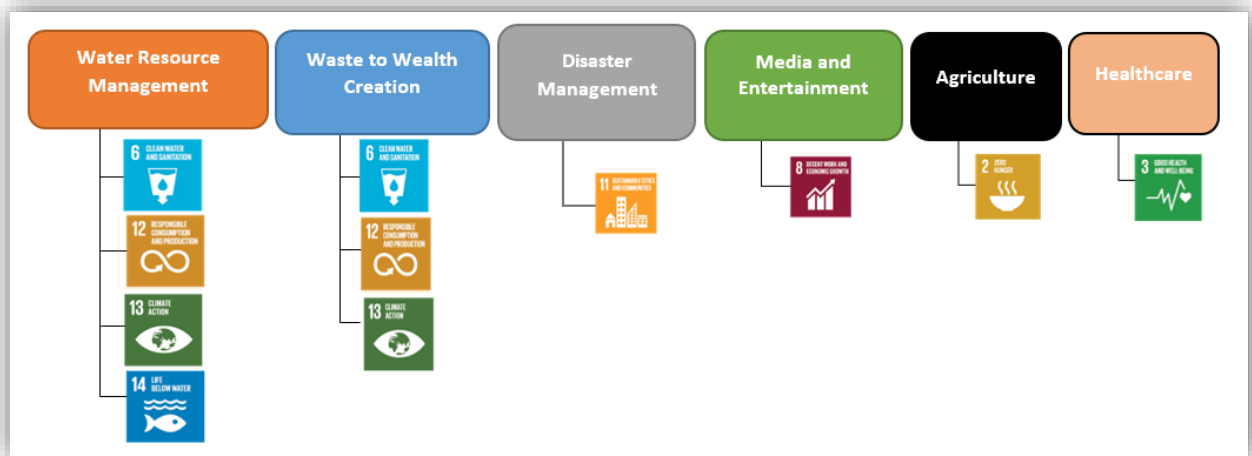 Water Resource
Management
Waste to Wealth
Creation
Disaster
Management
Media and
Entertainment
Agriculture
Healthcare
6 CLEAN WATER
AND SANITATION
12 RESPONSIBLE
CONSUMPTION
AND PRODUCTION
13 CLIMATE
ACTION
14 LIFE
BELOW WATER
6 CLEAN WATER
AND SANITATION
12 RESPONSIBLE
CONSUMPTION
AND PRODUCTION
13 CLIMATE
ACTION
11 SUSTAINABLE CITIES
AND COMMUNITIES
8 DECENT WORK AND
ECONOMIC GROWTH
2 ZERO
HUNGER
3 GOOD HEALTH
AND WELL-BEING